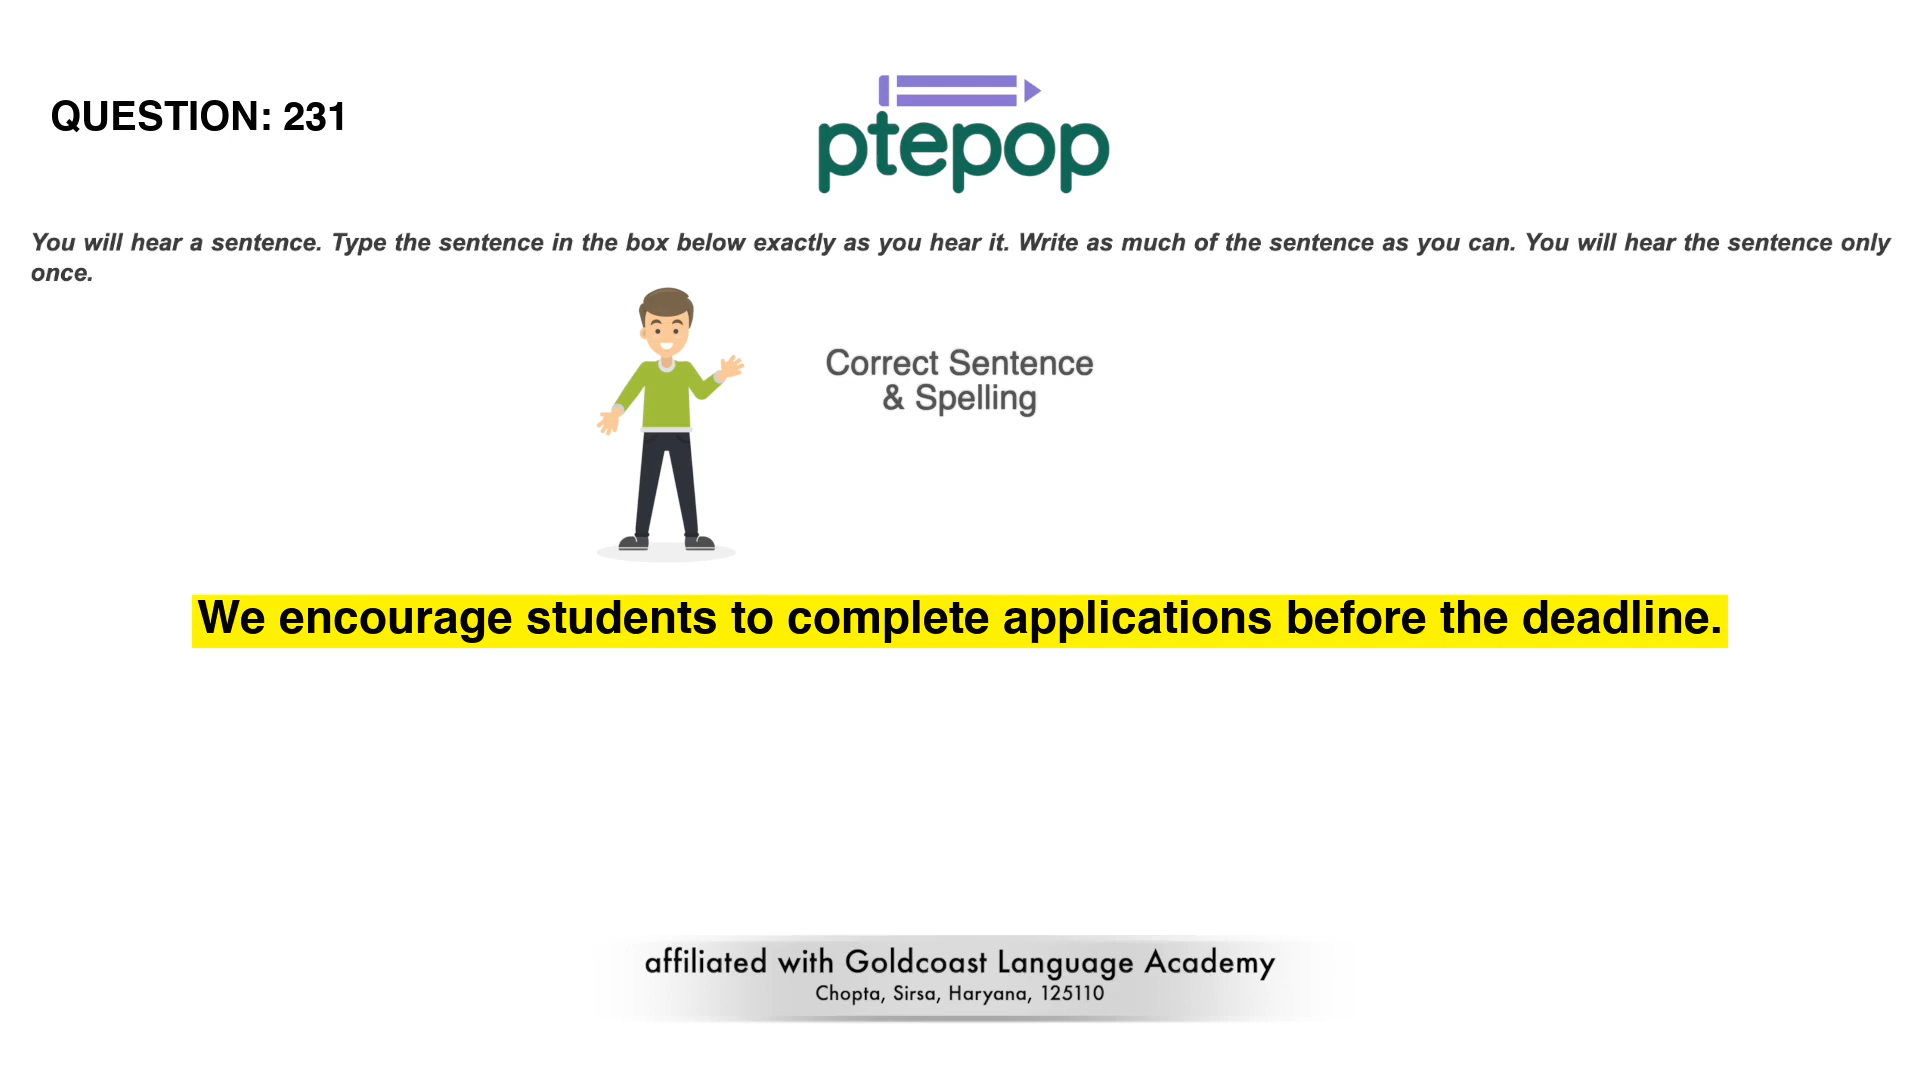 QUESTION: 231
ptepop
You will hear a sentence. Type the sentence in the box below exactly as you hear it. Write as much of the sentence as you can. You will hear the sentence only
once.
Correct Sentence
& Spelling
We encourage students to complete applications before the deadline.
affiliated with Goldcoast Language Academy
Chopta, Sirsa, Haryana, 125110